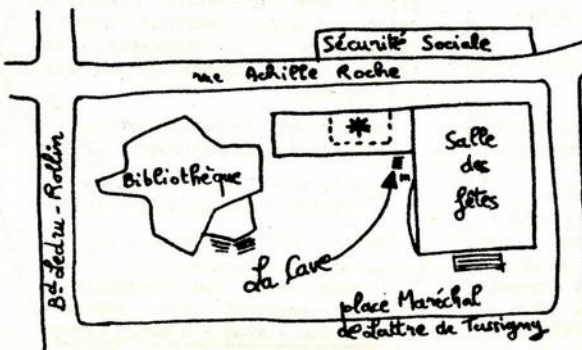 Sécurité Sociale
rue Achille Roche
Bd Ledru-Rollin
Bibliothèque
Salle
des
fêtes
La Cave
place Maréchal
de Lattre de Tassigny